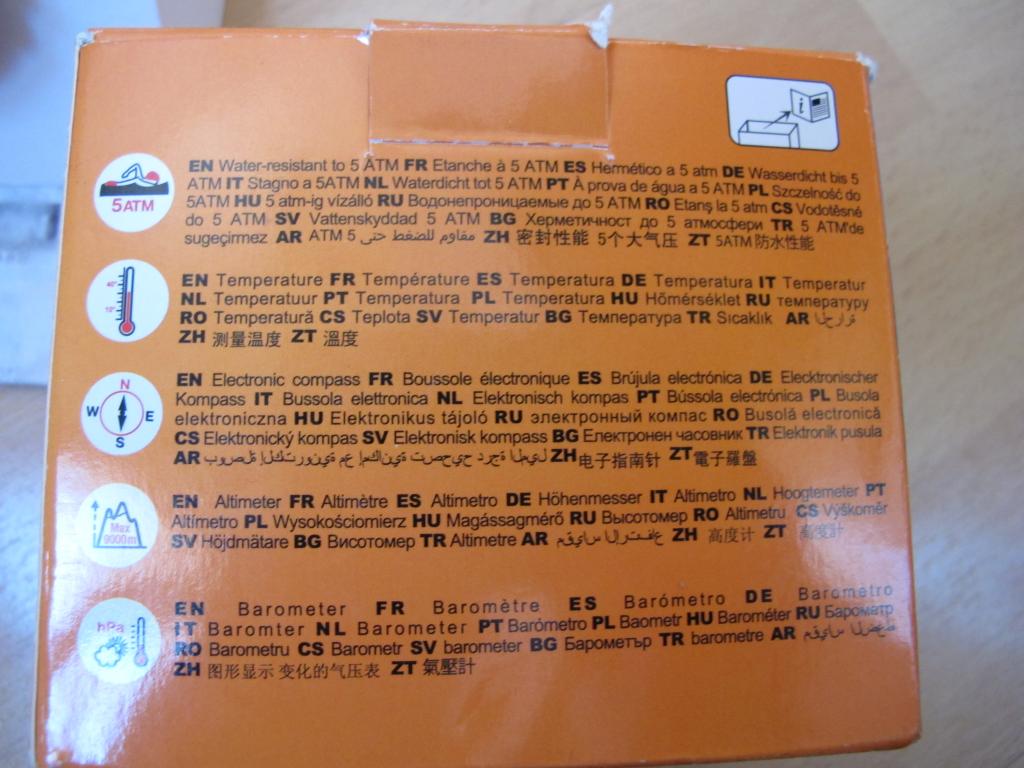 EN Water-resistant to 5 ATM FR Etanche à 5 ATM ES Hermético a 5 atm DE Wasserdicht bis 5
ATM IT Stagno a 5ATM NL Waterdicht tot 5 ATM PT À prova de água a 5 ATM PL Szczelność do
5ATM HU 5 atm-ig vízálló RU Водонепроницаемые до 5 ATM RO Etanş la 5 atm CS Vodotěsné
do 5 ATM SV Vattenskyddad 5 ATM BG Херметичност до 5 атмосфери TR 5 ATM'de
sugeçirmez AR مقاوم للضغط حتى 5 ATM ZH 密封性能 5个大气压 ZT 5ATM 防水性能
5ATM
EN Temperature FR Température ES Temperatura DE Temperatura IT Temperatur
NL Temperatuur PT Temperatura PL Temperatura HU Hőmérséklet RU температуру
RO Temperatură CS Teplota SV Temperatur BG Температура TR Sıcaklık AR
ZH 测量温度 ZT 溫度
40°
10°
EN Electronic compass FR Boussole électronique ES Brújula electrónica DE Elecktronischer
Kompass IT Bussola elettronica NL Elektronisch kompas PT Bússola electrónica PL Busola
elektroniczna HU Elektronikus tájoló RU электронный компас RO Busolă electronică
CS Elektronický kompas SV Elektronisk kompass BG Електронен часовник TR Elektronik pusula
AR ZH 电子指南针 ZT 電子羅盤
N
W E
S
EN Altimeter FR Altimètre ES Altimetro DE Höhenmesser IT Altimetro NL Hoogtemeter PT
Altímetro PL Wysokościomierz HU Magasságmérő RU Высотомер RO Altimetru CS Výškoměr
SV Höjdmätare BG Висотомер TR Altimetre AR ZH 高度计 ZT 高度計
Max
9000m
EN Barometer FR Baromètre ES Barómetro DE Barometro
IT Baromter NL Barometer PT Barómetro PL Baometr HU Barométer RU Барометр
RO Barometru CS Barometr SV barometer BG Барометър TR barometre AR
ZH 图形显示 变化的气压表 ZT 氣壓計
hPa
i